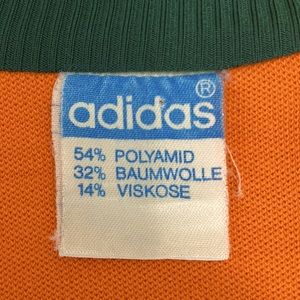 adidas®
54% POLYAMID
32% BAUMWOLLE
14% VISKOSE